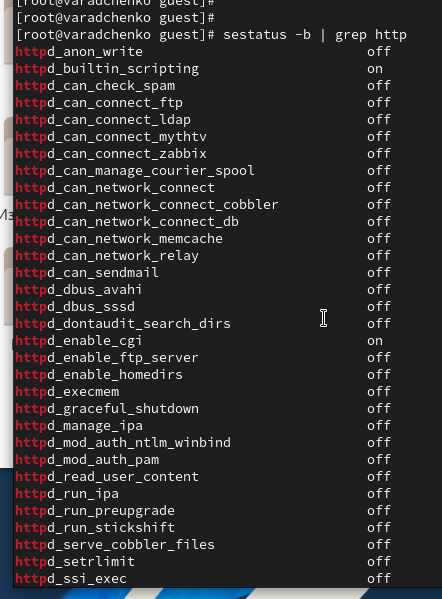 [root@varadchenko guest]#
[root@varadchenko guest]#
[root@varadchenko guest]# sestatus -b | grep http
httpd_anon_write off
httpd_builtin_scripting on
httpd_can_check_spam off
httpd_can_connect_ftp off
httpd_can_connect_ldap off
httpd_can_connect_mythtv off
httpd_can_connect_zabbix off
httpd_can_manage_courier_spool off
httpd_can_network_connect off
httpd_can_network_connect_cobbler off
httpd_can_network_connect_db off
httpd_can_network_memcache off
httpd_can_network_relay off
httpd_can_sendmail off
httpd_dbus_avahi off
httpd_dbus_sssd off
httpd_dontaudit_search_dirs off
httpd_enable_cgi on
httpd_enable_ftp_server off
httpd_enable_homedirs off
httpd_execmem off
httpd_graceful_shutdown off
httpd_manage_ipa off
httpd_mod_auth_ntlm_winbind off
httpd_mod_auth_pam off
httpd_read_user_content off
httpd_run_ipa off
httpd_run_preupgrade off
httpd_run_stickshift off
httpd_serve_cobbler_files off
httpd_setrlimit off
httpd_ssi_exec off